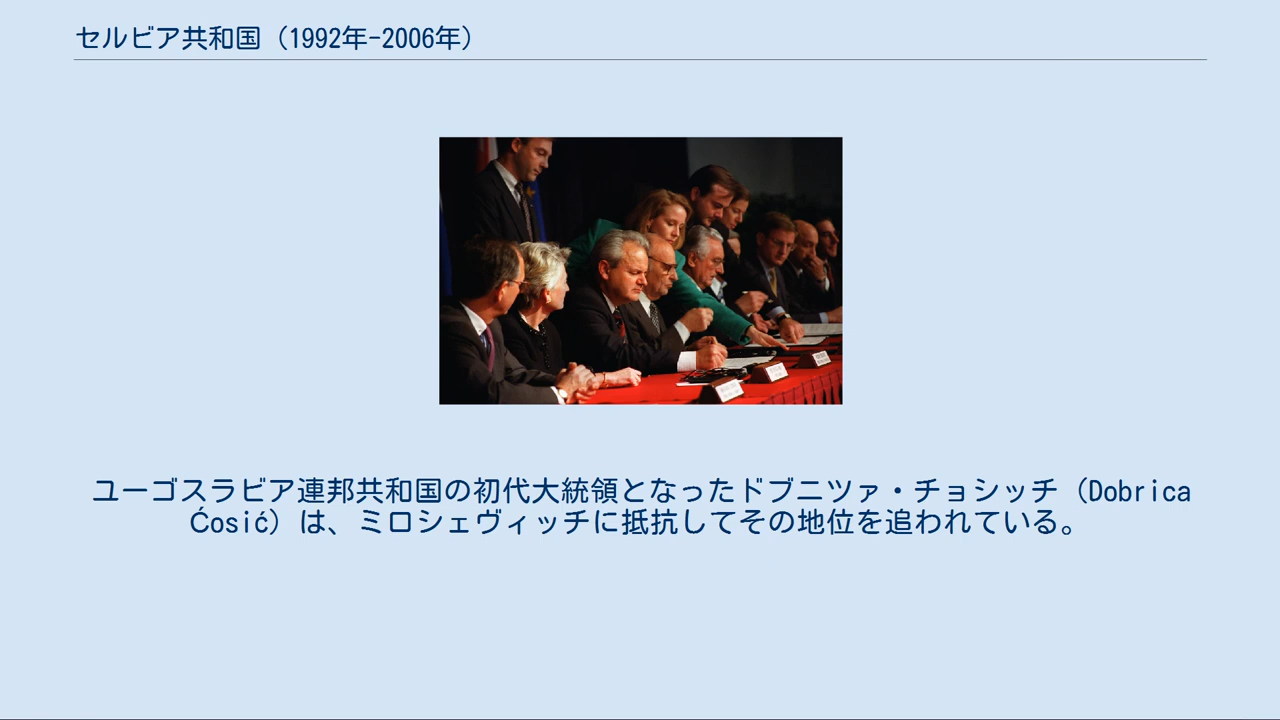 セルビア共和国（1992年-2006年）
ユーゴスラビア連邦共和国の初代大統領となったドブニツァ・チョシッチ（Dobrica
Ćosić）は、ミロシェヴィッチに抵抗してその地位を追われている。